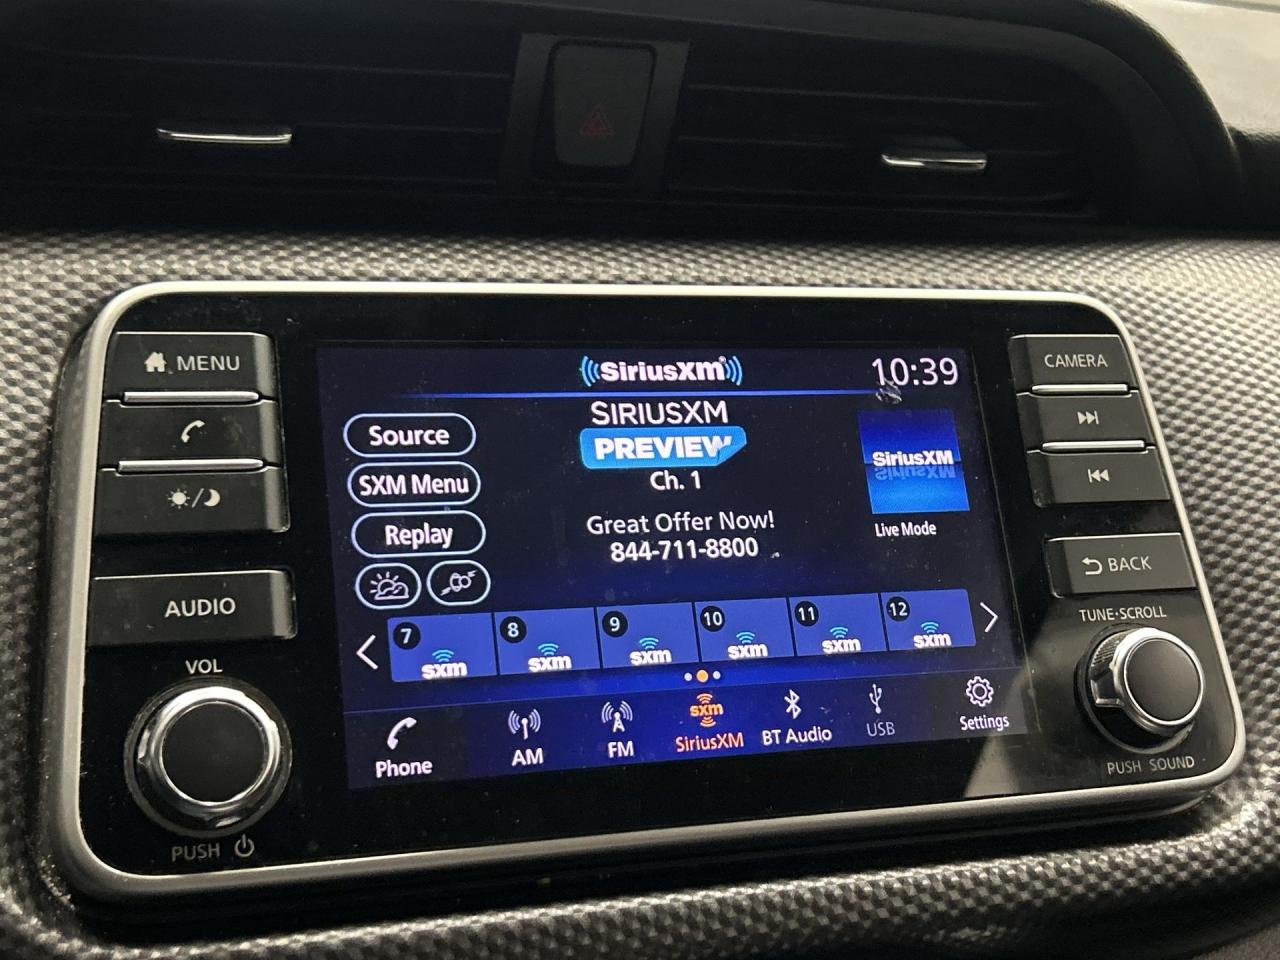 MENU
AUDIO
VOL
PUSH
SiriusXM
10:39
Source
SXM Menu
Replay
SIRIUSXM
PREVIEW
Ch. 1
Great Offer Now!
844-711-8800
SiriusXM
SiriusXM
Live Mode
7 sxm
8 sxm
9 sxm
10 sxm
11 sxm
12 sxm
Phone
AM
FM
sxm
SiriusXM
BT Audio
USB
Settings
CAMERA
BACK
TUNE·SCROLL
PUSH SOUND